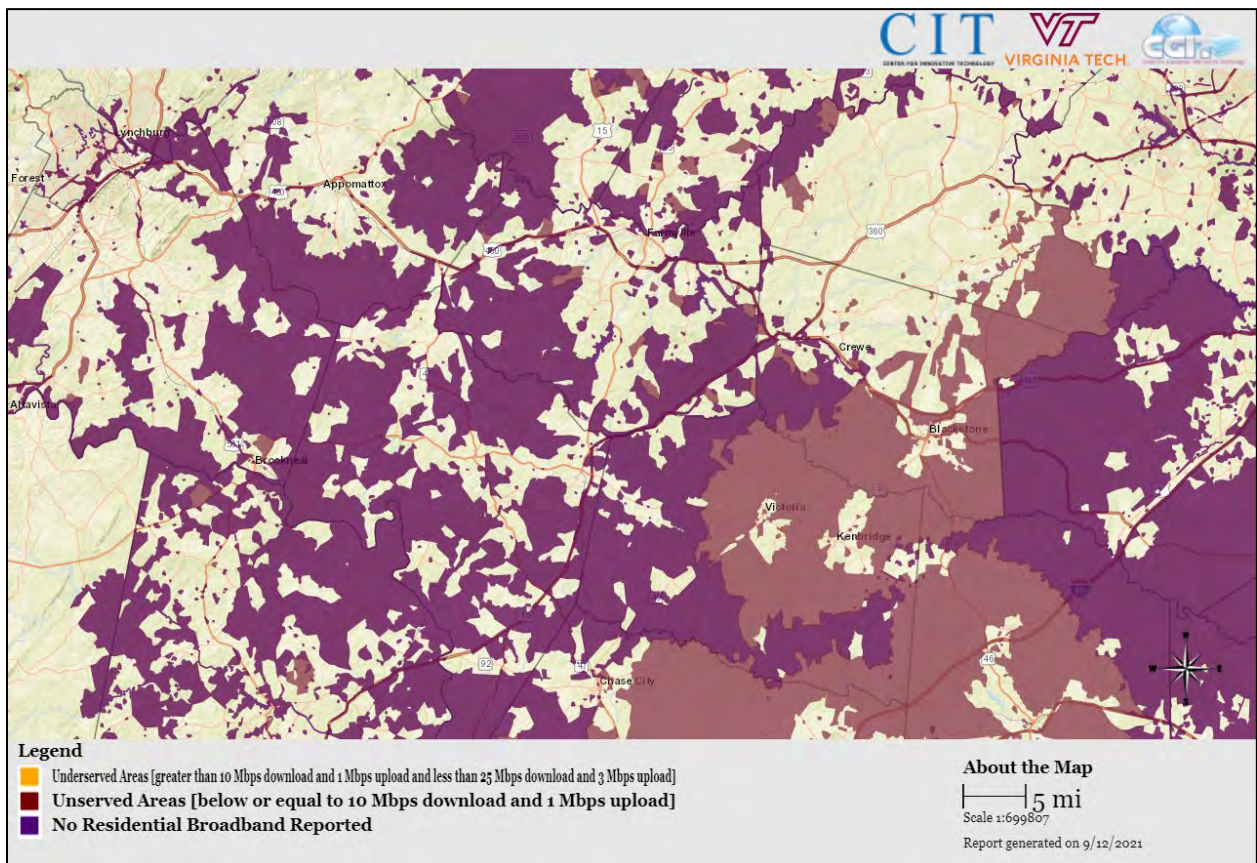 CIT
CENTER FOR INNOVATIVE TECHNOLOGY
VT
VIRGINIA TECH
CGIT
15
Lynchburg
Forest
Appomattox
460
460
Farmville
360
Crewe
Altavista
Brookneal
Blackstone
Victoria
Kenbridge
92
Chase City
46
N
W E
S
Legend
Underserved Areas [greater than 10 Mbps download and 1 Mbps upload and less than 25 Mbps download and 3 Mbps upload]
Unserved Areas [below or equal to 10 Mbps download and 1 Mbps upload]
No Residential Broadband Reported
About the Map
5 mi
Scale 1:699807
Report generated on 9/12/2021